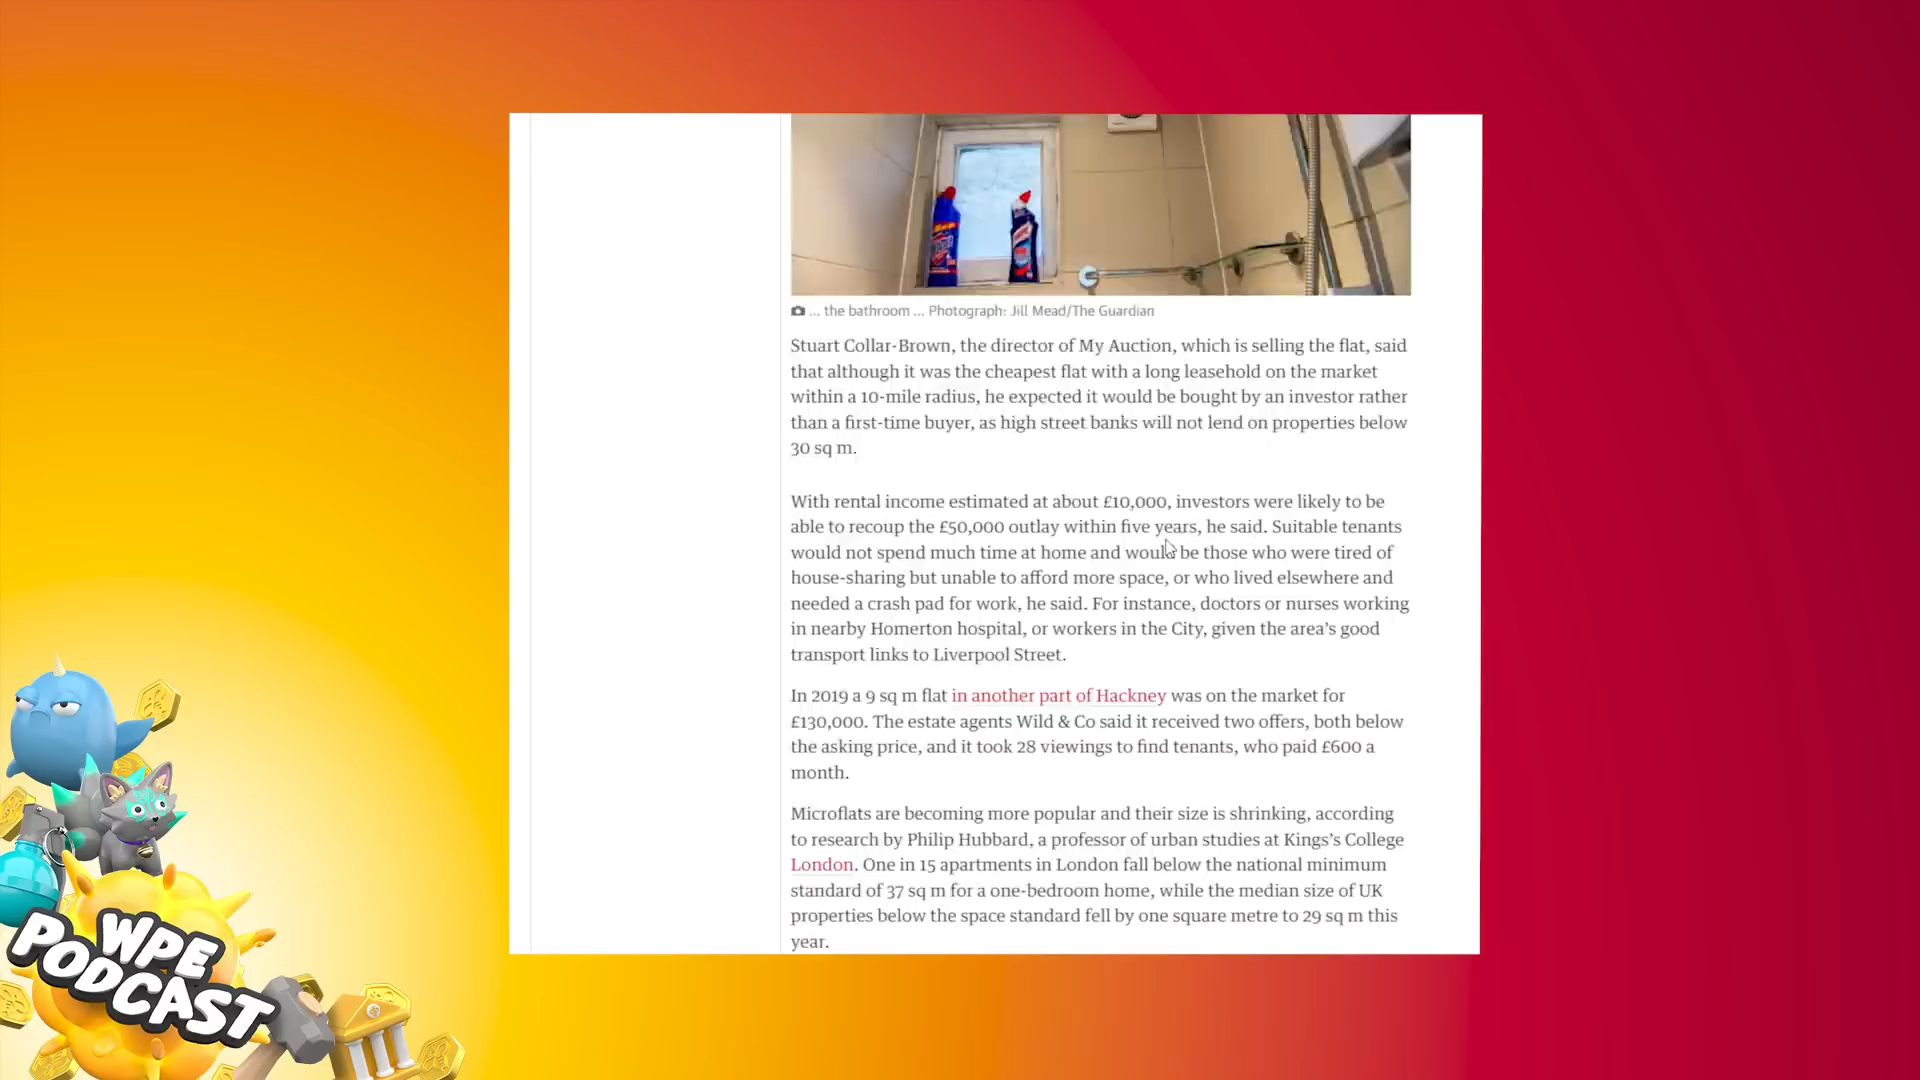 ... the bathroom ... Photograph: Jill Mead/The Guardian
Stuart Collar-Brown, the director of My Auction, which is selling the flat, said
that although it was the cheapest flat with a long leasehold on the market
within a 10-mile radius, he expected it would be bought by an investor rather
than a first-time buyer, as high street banks will not lend on properties below
30 sq m.
With rental income estimated at about £10,000, investors were likely to be
able to recoup the £50,000 outlay within five years, he said. Suitable tenants
would not spend much time at home and would be those who were tired of
house-sharing but unable to afford more space, or who lived elsewhere and
needed a crash pad for work, he said. For instance, doctors or nurses working
in nearby Homerton hospital, or workers in the City, given the area's good
transport links to Liverpool Street.
In 2019 a 9 sq m flat in another part of Hackney was on the market for
£130,000. The estate agents Wild & Co said it received two offers, both below
the asking price, and it took 28 viewings to find tenants, who paid £600 a
month.
Microflats are becoming more popular and their size is shrinking, according
to research by Philip Hubbard, a professor of urban studies at Kings's College
London. One in 15 apartments in London fall below the national minimum
standard of 37 sq m for a one-bedroom home, while the median size of UK
properties below the space standard fell by one square metre to 29 sq m this
year.
WPE
PODCAST